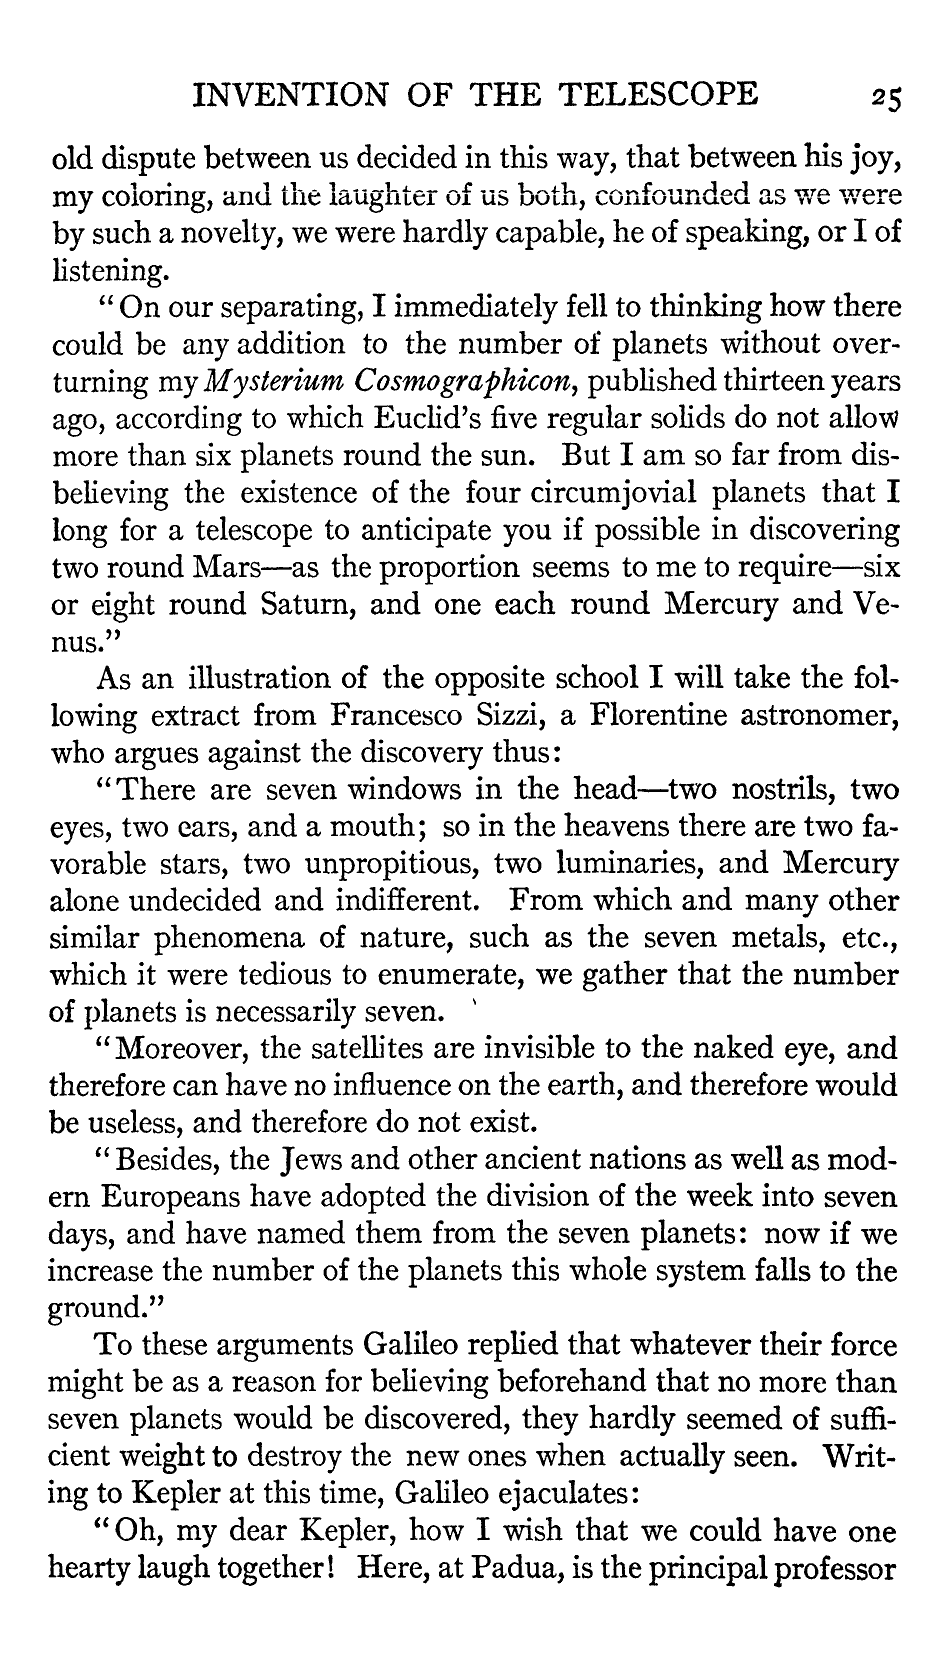 INVENTION OF THE TELESCOPE 25
old dispute between us decided in this way, that between his joy,
my coloring, and the laughter of us both, confounded as we were
by such a novelty, we were hardly capable, he of speaking, or I of
listening.
“On our separating, I immediately fell to thinking how there
could be any addition to the number of planets without over-
turning my Mysterium Cosmographicon, published thirteen years
ago, according to which Euclid’s five regular solids do not allow
more than six planets round the sun. But I am so far from dis-
believing the existence of the four circumjovial planets that I
long for a telescope to anticipate you if possible in discovering
two round Mars—as the proportion seems to me to require—six
or eight round Saturn, and one each round Mercury and Ve-
nus.”
As an illustration of the opposite school I will take the fol-
lowing extract from Francesco Sizzi, a Florentine astronomer,
who argues against the discovery thus:
“There are seven windows in the head—two nostrils, two
eyes, two ears, and a mouth; so in the heavens there are two fa-
vorable stars, two unpropitious, two luminaries, and Mercury
alone undecided and indifferent. From which and many other
similar phenomena of nature, such as the seven metals, etc.,
which it were tedious to enumerate, we gather that the number
of planets is necessarily seven.
“Moreover, the satellites are invisible to the naked eye, and
therefore can have no influence on the earth, and therefore would
be useless, and therefore do not exist.
“Besides, the Jews and other ancient nations as well as mod-
ern Europeans have adopted the division of the week into seven
days, and have named them from the seven planets: now if we
increase the number of the planets this whole system falls to the
ground.”
To these arguments Galileo replied that whatever their force
might be as a reason for believing beforehand that no more than
seven planets would be discovered, they hardly seemed of suffi-
cient weight to destroy the new ones when actually seen. Writ-
ing to Kepler at this time, Galileo ejaculates:
“Oh, my dear Kepler, how I wish that we could have one
hearty laugh together! Here, at Padua, is the principal professor